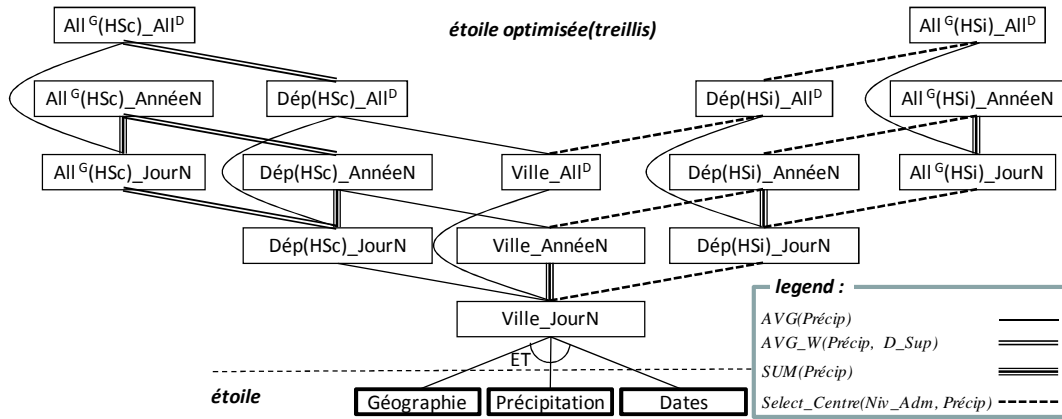 All G(HSc)_All D
étoile optimisée(treillis)
All G(HSi)_All D
All G(HSc)_AnnéeN
Dép(HSc)_All D
Dép(HSi)_All D
All G(HSi)_AnnéeN
All G(HSc)_JourN
Dép(HSc)_AnnéeN
Ville_All D
Dép(HSi)_AnnéeN
All G(HSi)_JourN
Dép(HSc)_JourN
Ville_AnnéeN
Dép(HSi)_JourN
Ville_JourN
ET
étoile
Géographie
Précipitation
Dates
legend :
AVG(Précip)
AVG_W(Précip, D_Sup)
SUM(Précip)
Select_Centre(Niv_Adm, Précip)